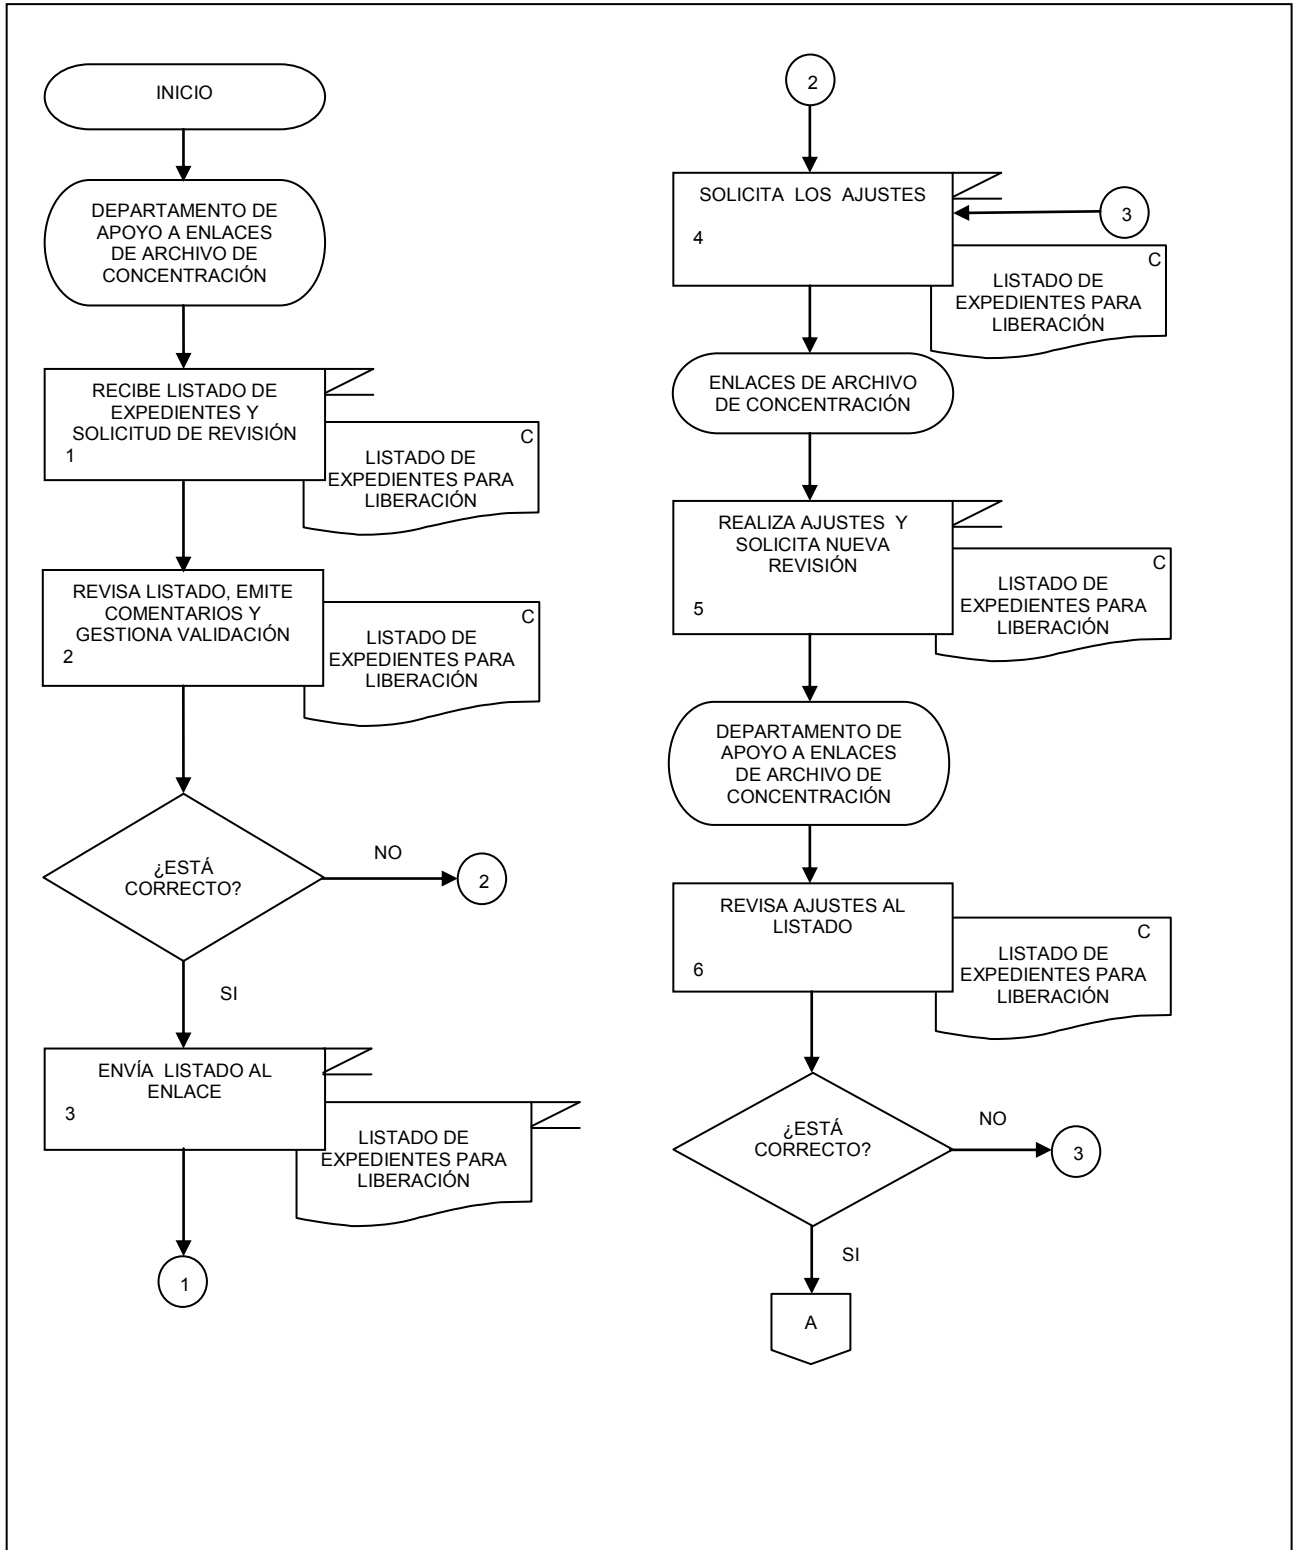 INICIO
DEPARTAMENTO DE
APOYO A ENLACES
DE ARCHIVO DE
CONCENTRACIÓN
RECIBE LISTADO DE
EXPEDIENTES Y
SOLICITUD DE REVISIÓN
1
C
LISTADO DE
EXPEDIENTES PARA
LIBERACIÓN
REVISA LISTADO, EMITE
COMENTARIOS Y
GESTIONA VALIDACIÓN
2
C
LISTADO DE
EXPEDIENTES PARA
LIBERACIÓN
¿ESTÁ
CORRECTO?
NO
2
SI
ENVÍA LISTADO AL
ENLACE
3
LISTADO DE
EXPEDIENTES PARA
LIBERACIÓN
1
2
SOLICITA LOS AJUSTES
4
3
C
LISTADO DE
EXPEDIENTES PARA
LIBERACIÓN
ENLACES DE ARCHIVO
DE CONCENTRACIÓN
REALIZA AJUSTES Y
SOLICITA NUEVA
REVISIÓN
5
C
LISTADO DE
EXPEDIENTES PARA
LIBERACIÓN
DEPARTAMENTO DE
APOYO A ENLACES
DE ARCHIVO DE
CONCENTRACIÓN
REVISA AJUSTES AL
LISTADO
6
C
LISTADO DE
EXPEDIENTES PARA
LIBERACIÓN
¿ESTÁ
CORRECTO?
NO
3
SI
A